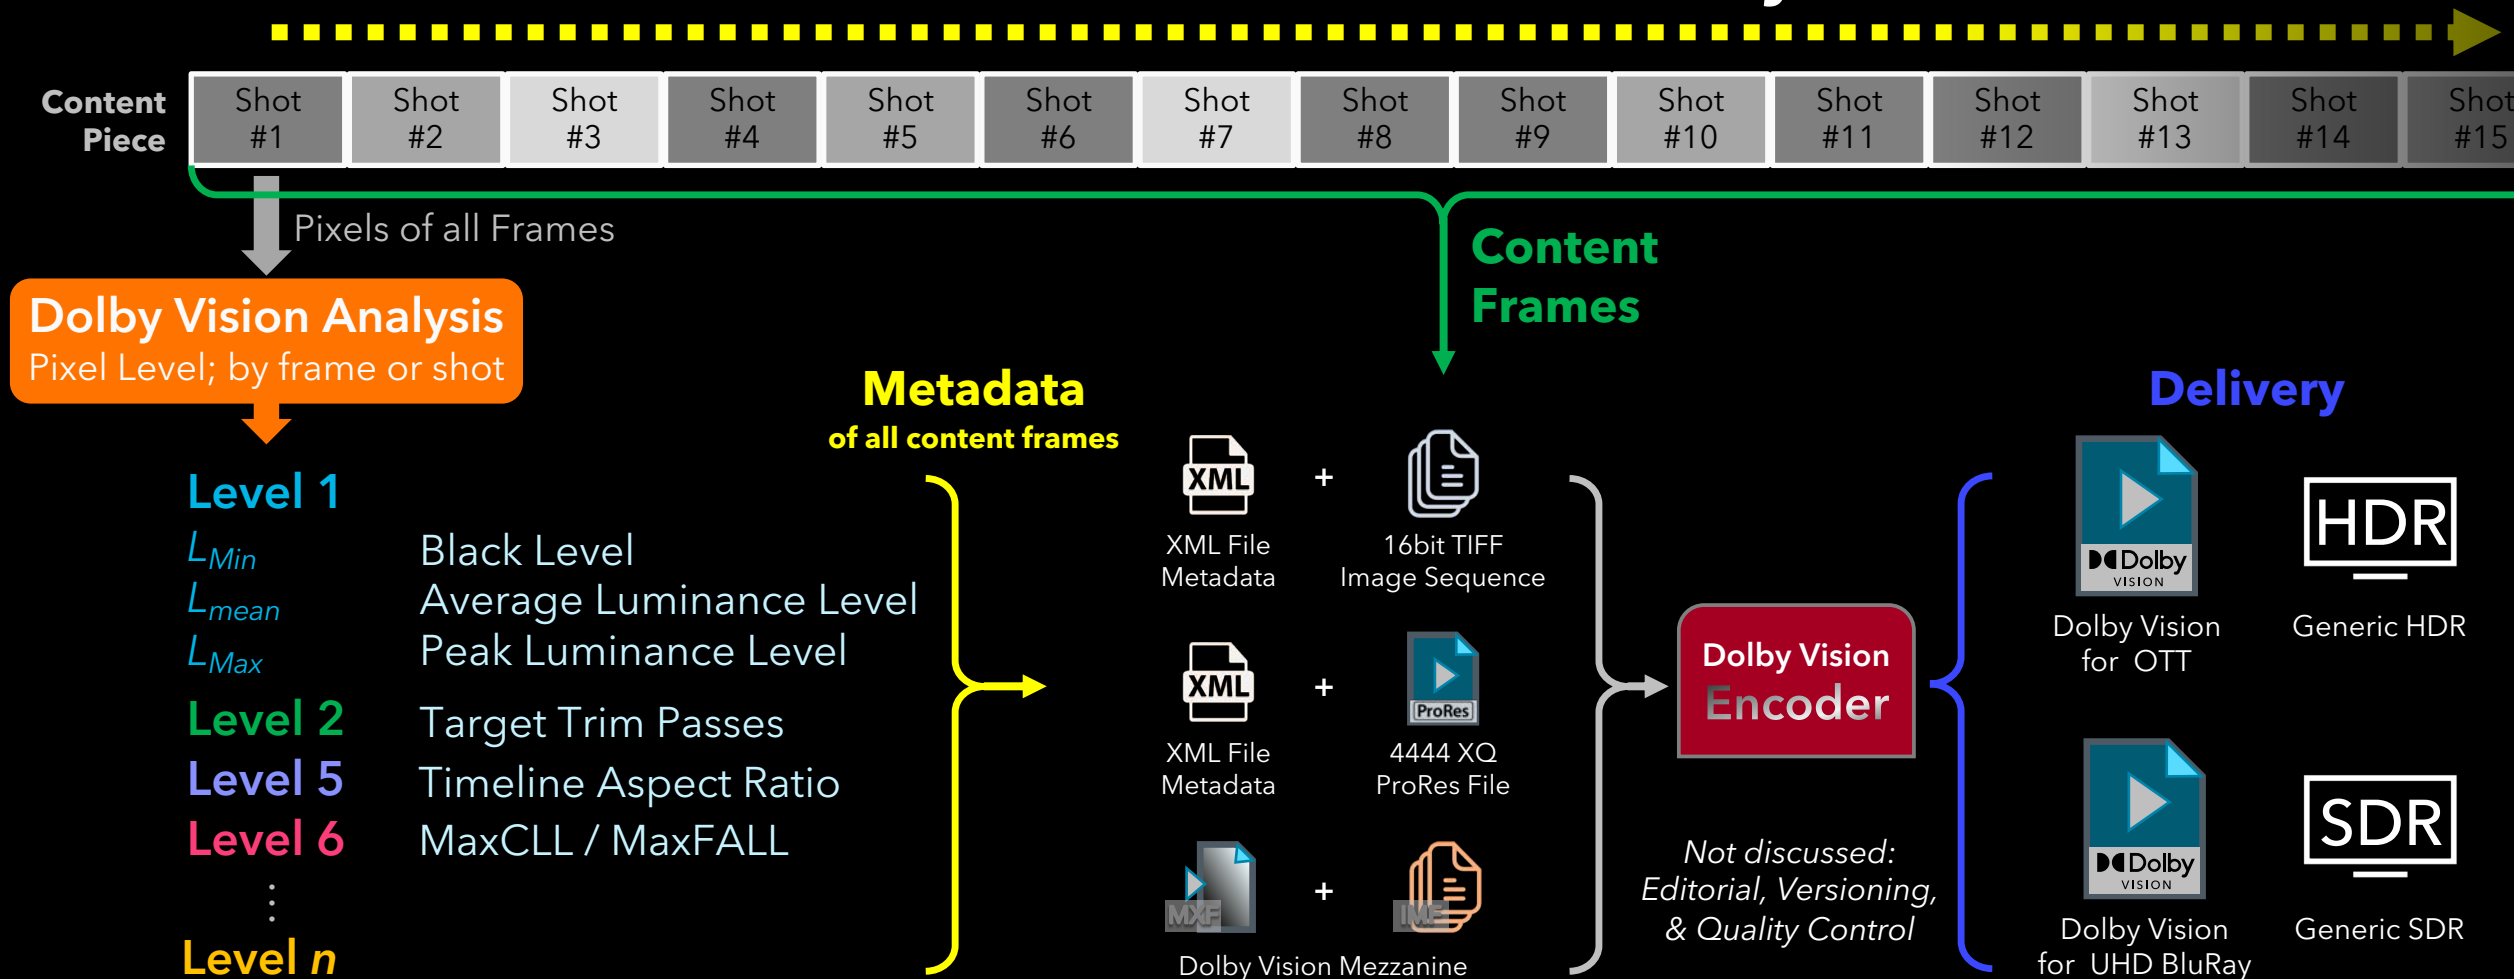 Content
Piece
Shot
#1
Shot
#2
Shot
#3
Shot
#4
Shot
#5
Shot
#6
Shot
#7
Shot
#8
Shot
#9
Shot
#10
Shot
#11
Shot
#12
Shot
#13
Shot
#14
Shot
#15
Pixels of all Frames
Content
Frames
Dolby Vision Analysis
Pixel Level; by frame or shot
Metadata
of all content frames
Delivery
Level 1
LMin Black Level
Lmean Average Luminance Level
LMax Peak Luminance Level
Level 2 Target Trim Passes
Level 5 Timeline Aspect Ratio
Level 6 MaxCLL / MaxFALL
Level n
XML
+
XML File
Metadata
16bit TIFF
Image Sequence
XML
+
ProRes
XML File
Metadata
4444 XQ
ProRes File
MXF
+
IMF
Dolby Vision Mezzanine
Dolby Vision
Encoder
Not discussed:
Editorial, Versioning,
& Quality Control
Dolby
VISION
Dolby Vision
for OTT
HDR
Generic HDR
Dolby
VISION
Dolby Vision
for UHD BluRay
SDR
Generic SDR